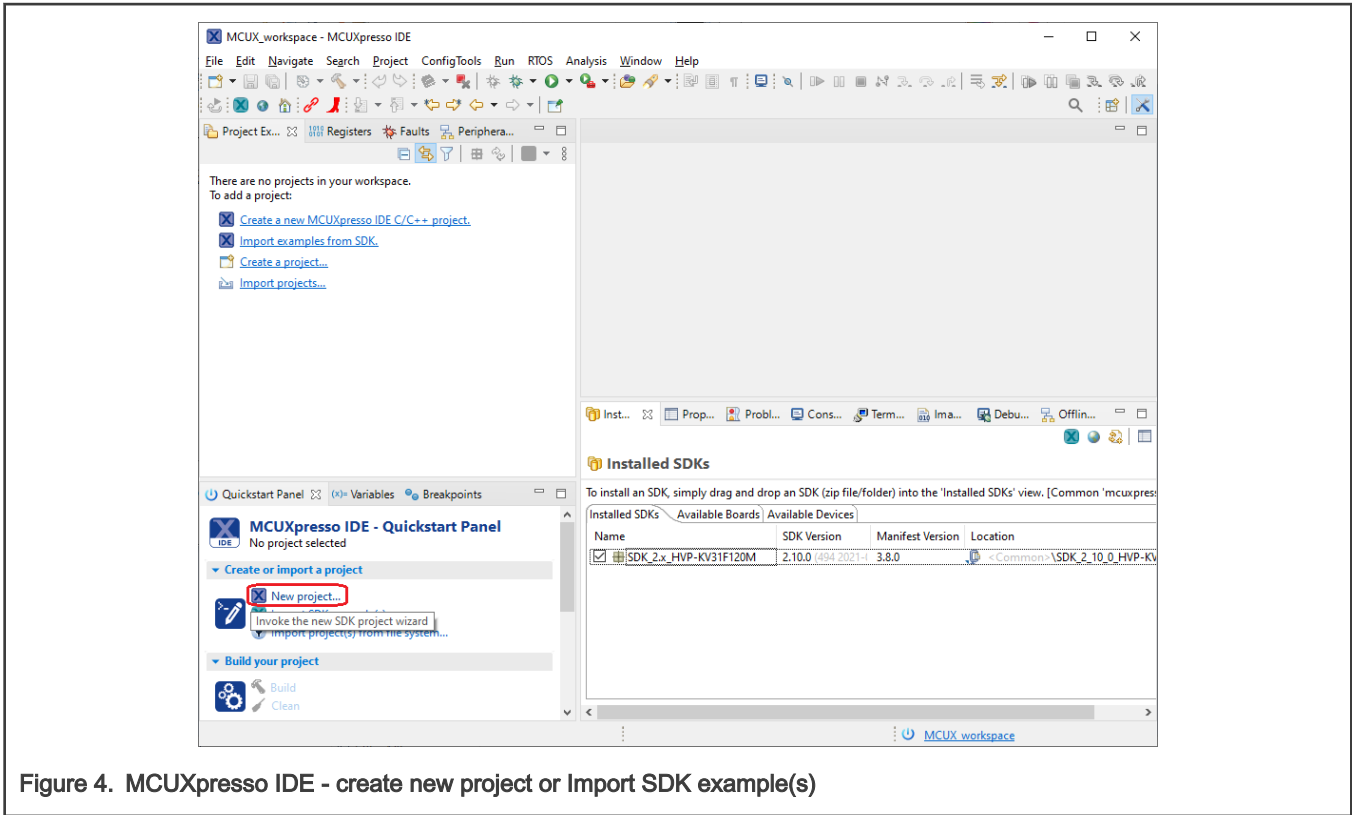 MCUX_workspace - MCUXpresso IDE
File Edit Navigate Search Project ConfigTools Run RTOS Analysis Window Help
Project Ex... Registers Faults Periphera...
There are no projects in your workspace.
To add a project:
Create a new MCUXpresso IDE C/C++ project.
Import examples from SDK.
Create a project...
Import projects...
Inst... Prop... Probl... Cons... Term... Ima... Debu... Offlin...
Installed SDKs
To install an SDK, simply drag and drop an SDK (zip file/folder) into the 'Installed SDKs' view. [Common 'mcuxpres
Installed SDKs Available Boards Available Devices
Name SDK Version Manifest Version Location
SDK_2.x_HVP-KV31F120M 2.10.0 (494 2021- 3.8.0 <Common>\SDK_2_10_0_HVP-KV
Quickstart Panel (x)= Variables Breakpoints
IDE
MCUXpresso IDE - Quickstart Panel
No project selected
Create or import a project
New project...
Invoke the new SDK project wizard
Import project(s) from file system...
Build your project
Build
Clean
MCUX_workspace
Figure 4. MCUXpresso IDE - create new project or Import SDK example(s)